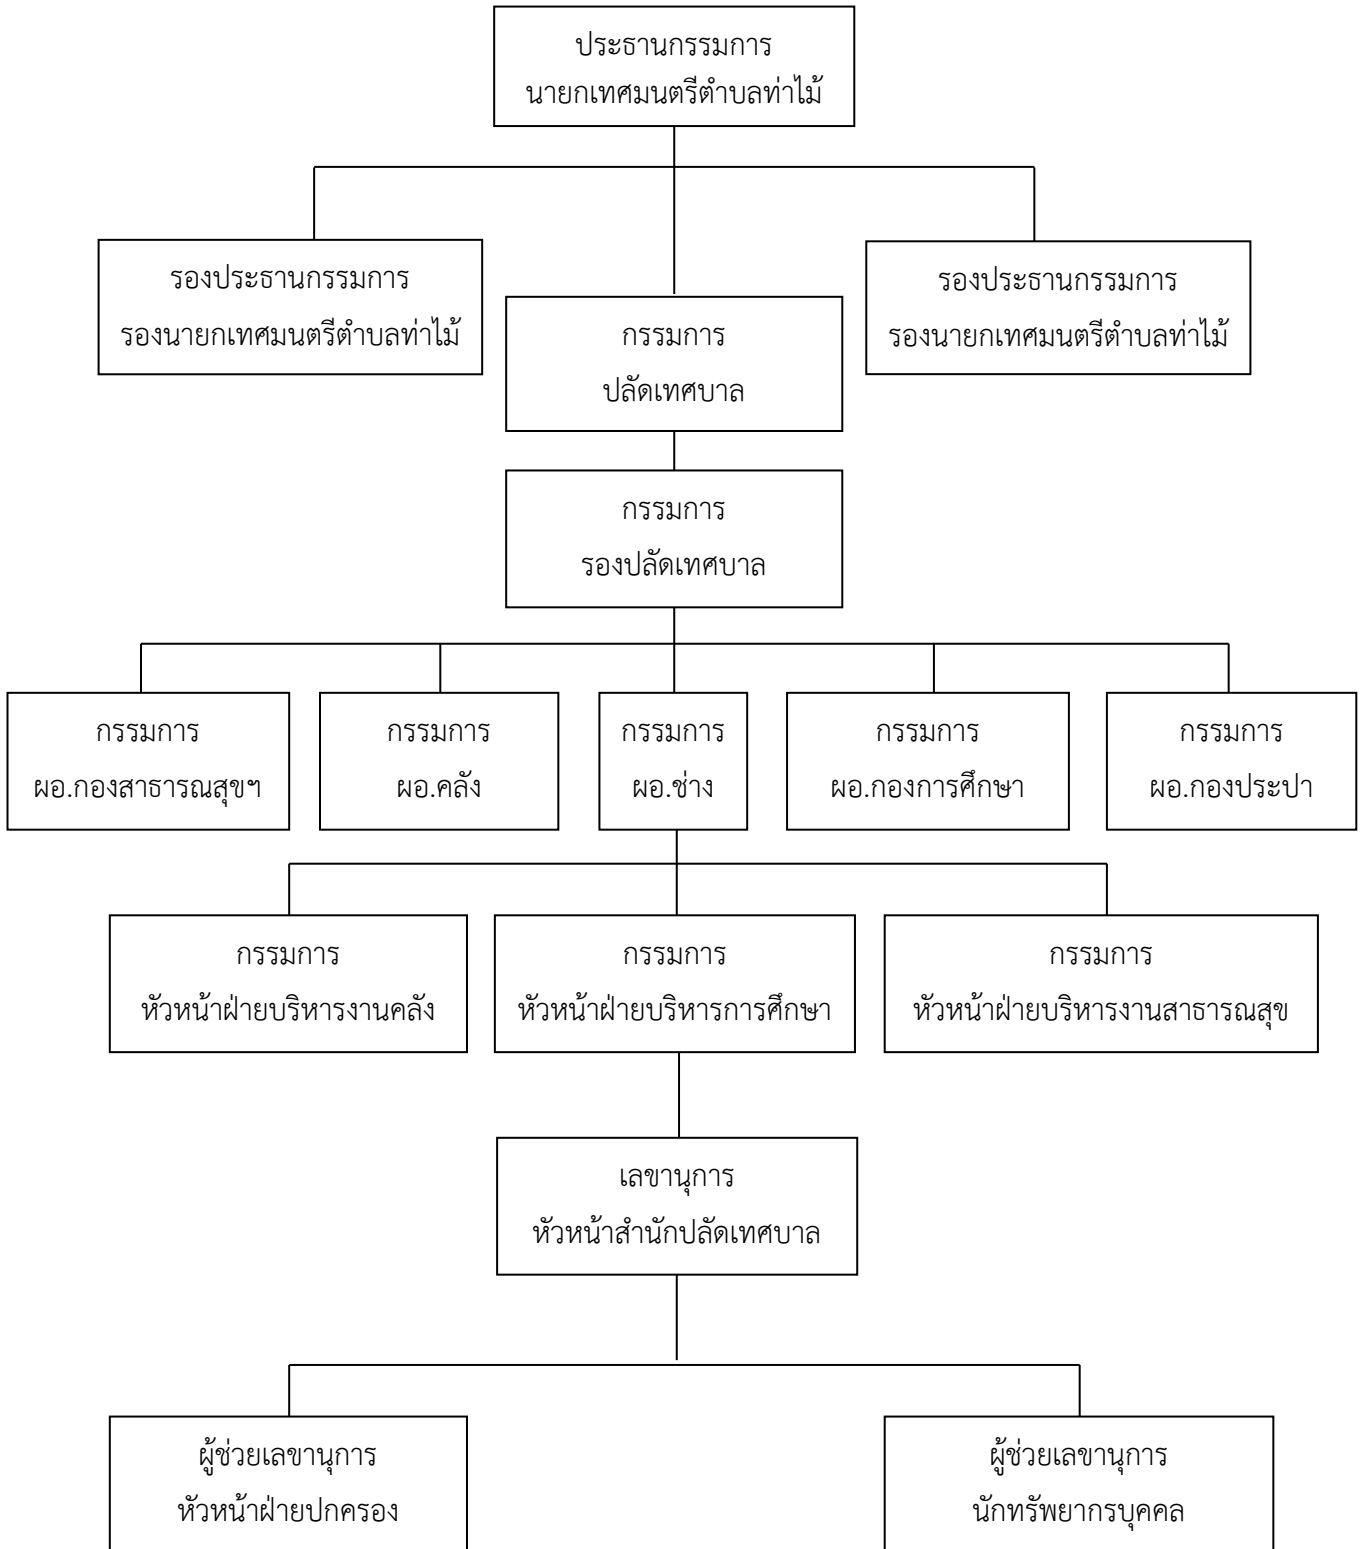 ประธานกรรมการ
นายกเทศมนตรีตำบลท่าไม้
รองประธานกรรมการ
รองนายกเทศมนตรีตำบลท่าไม้
รองประธานกรรมการ
รองนายกเทศมนตรีตำบลท่าไม้
กรรมการ
ปลัดเทศบาล
กรรมการ
รองปลัดเทศบาล
กรรมการ
ผอ.กองสาธารณสุขฯ
กรรมการ
ผอ.คลัง
กรรมการ
ผอ.ช่าง
กรรมการ
ผอ.กองการศึกษา
กรรมการ
ผอ.กองประปา
กรรมการ
หัวหน้าฝ่ายบริหารงานคลัง
กรรมการ
หัวหน้าฝ่ายบริหารการศึกษา
กรรมการ
หัวหน้าฝ่ายบริหารงานสาธารณสุข
เลขานุการ
หัวหน้าสำนักปลัดเทศบาล
ผู้ช่วยเลขานุการ
หัวหน้าฝ่ายปกครอง
ผู้ช่วยเลขานุการ
นักทรัพยากรบุคคล